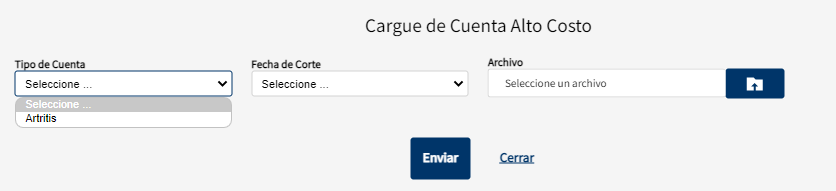 Cargue de Cuenta Alto Costo
Tipo de Cuenta
Seleccione ...
Seleccione ...
Artritis
Fecha de Corte
Seleccione ...
Archivo
Seleccione un archivo
Enviar
Cerrar